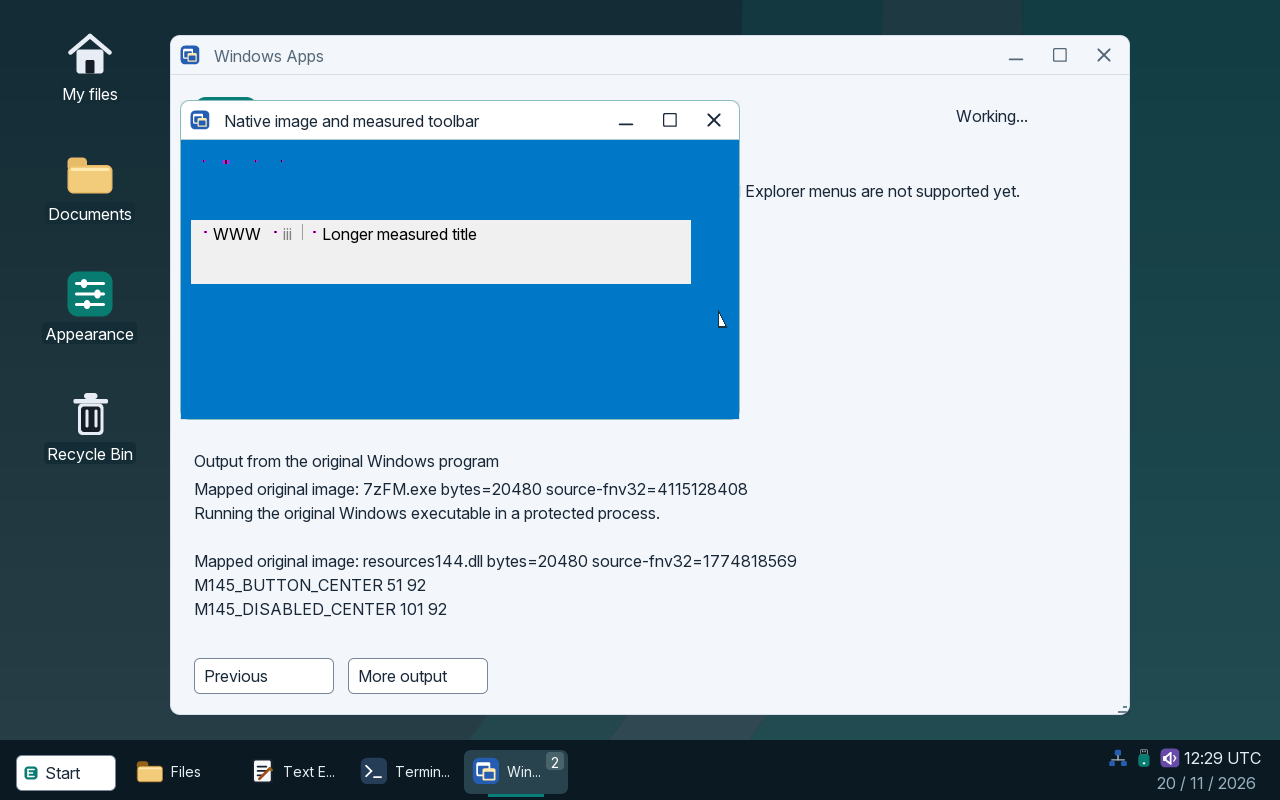 My files
Documents
Appearance
Recycle Bin
Windows Apps
Working...
Native image and measured toolbar
Explorer menus are not supported yet.
WWW iii Longer measured title
Output from the original Windows program
Mapped original image: 7zFM.exe bytes=20480 source-fnv32=4115128408
Running the original Windows executable in a protected process.
Mapped original image: resources144.dll bytes=20480 source-fnv32=1774818569
M145_BUTTON_CENTER 51 92
M145_DISABLED_CENTER 101 92
Previous More output
E Start Files Text E... Termin... Win... 2
12:29 UTC
20 / 11 / 2026